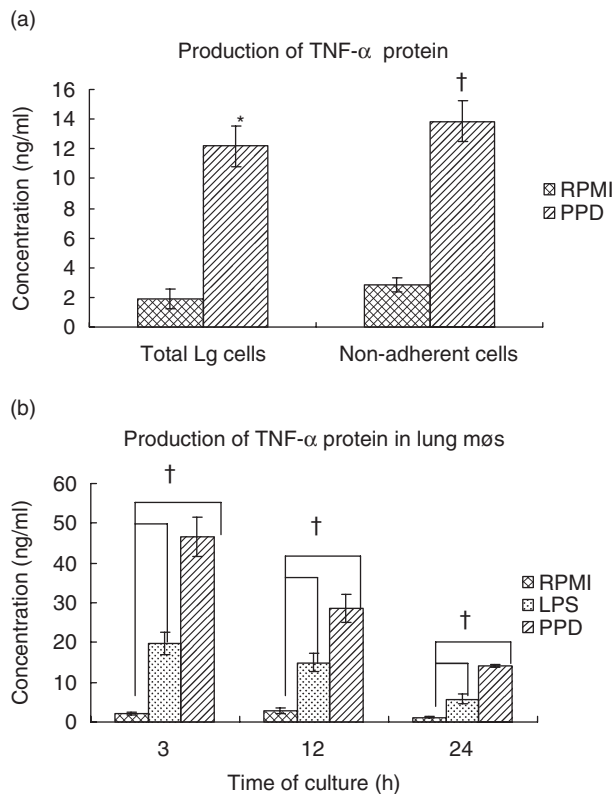 (a)
Production of TNF-α protein
Concentration (ng/ml)
16
14
12
10
8
6
4
2
0
*
†
RPMI
PPD
Total Lg cells
Non-adherent cells
(b)
Production of TNF-α protein in lung møs
Concentration (ng/ml)
60
50
40
30
20
10
0
†
†
†
RPMI
LPS
PPD
3
12
24
Time of culture (h)